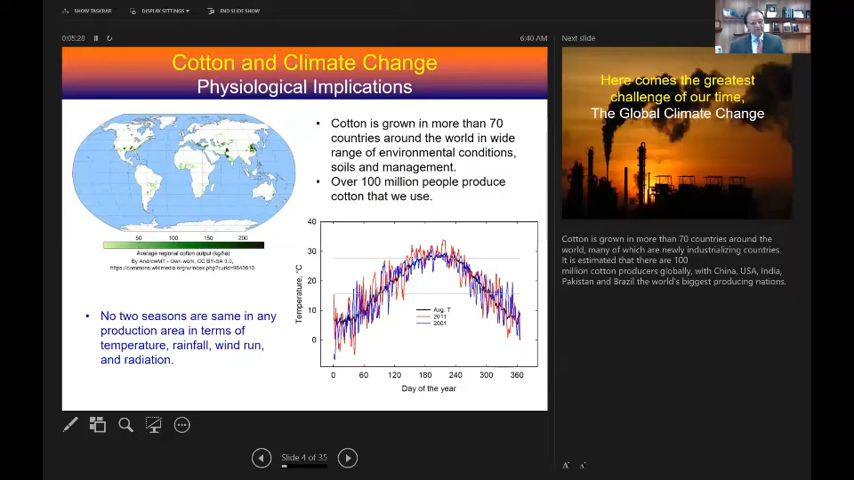 SHOW TASKBAR
DISPLAY SETTINGS ▾
END SLIDE SHOW
0:05:28
6:40 AM
Cotton and Climate Change
Physiological Implications
50 100 150 200
Average regional cotton output (kg/ha)
By AndrewMT - Own work, CC BY-SA 3.0,
• No two seasons are same in any
production area in terms of
temperature, rainfall, wind run,
and radiation.
• Cotton is grown in more than 70
countries around the world in wide
range of environmental conditions,
soils and management.
• Over 100 million people produce
cotton that we use.
Temperature, °C
40
30
20
10
0
Avg. T
2011
2001
0 60 120 180 240 300 360
Day of the year
Slide 4 of 35
Next slide
Here comes the greatest
challenge of our time,
The Global Climate Change
Cotton is grown in more than 70 countries around the
world, many of which are newly industrializing countries.
It is estimated that there are 100
million cotton producers globally, with China, USA, India,
Pakistan and Brazil the world's biggest producing nations.
A A